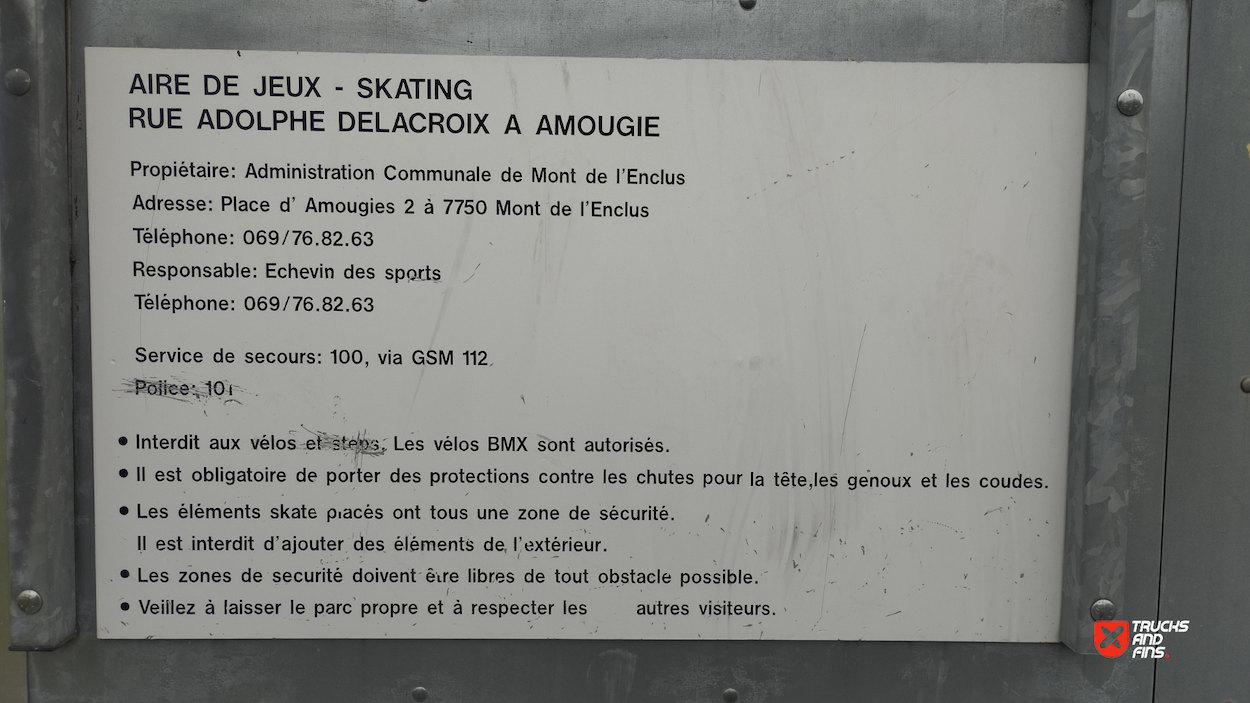 AIRE DE JEUX - SKATING
RUE ADOLPHE DELACROIX A AMOUGIE
Propiétaire: Administration Communale de Mont de l'Enclus
Adresse: Place d' Amougies 2 à 7750 Mont de l'Enclus
Téléphone: 069/76.82.63
Responsable: Echevin des sports
Téléphone: 069/76.82.63
Service de secours: 100, via GSM 112
Police: 101
• Interdit aux vélos et steps. Les vélos BMX sont autorisés.
• Il est obligatoire de porter des protections contre les chutes pour la tête,les genoux et les coudes.
• Les éléments skate placés ont tous une zone de sécurité.
Il est interdit d'ajouter des éléments de l'extérieur.
• Les zones de securité doivent être libres de tout obstacle possible.
• Veillez à laisser le parc propre et à respecter les autres visiteurs.
TRUCKS
AND
FINS